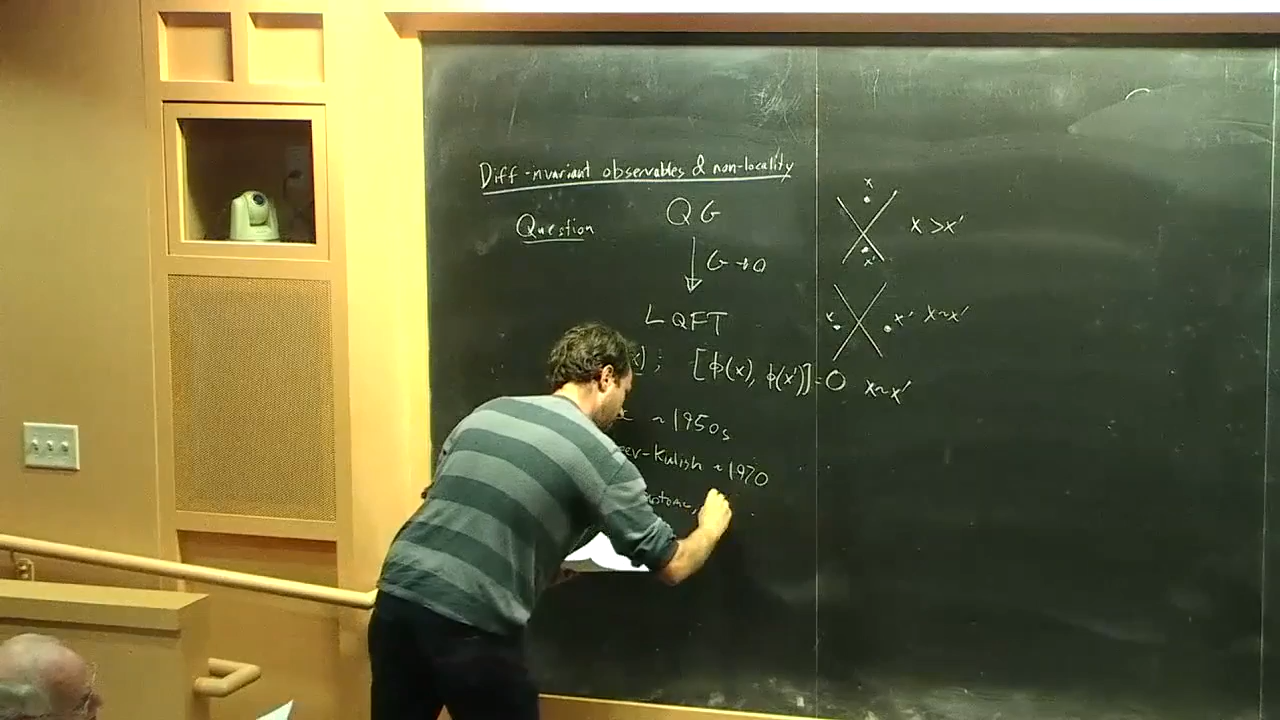 Diff-invariant observables & non-locality
Question
QG
G→0
LQFT
; [ϕ(x), ϕ(x')]=0 x~x'
~1950s
-Kulish ~1970
x
x'
x > x'
x x' x~x'